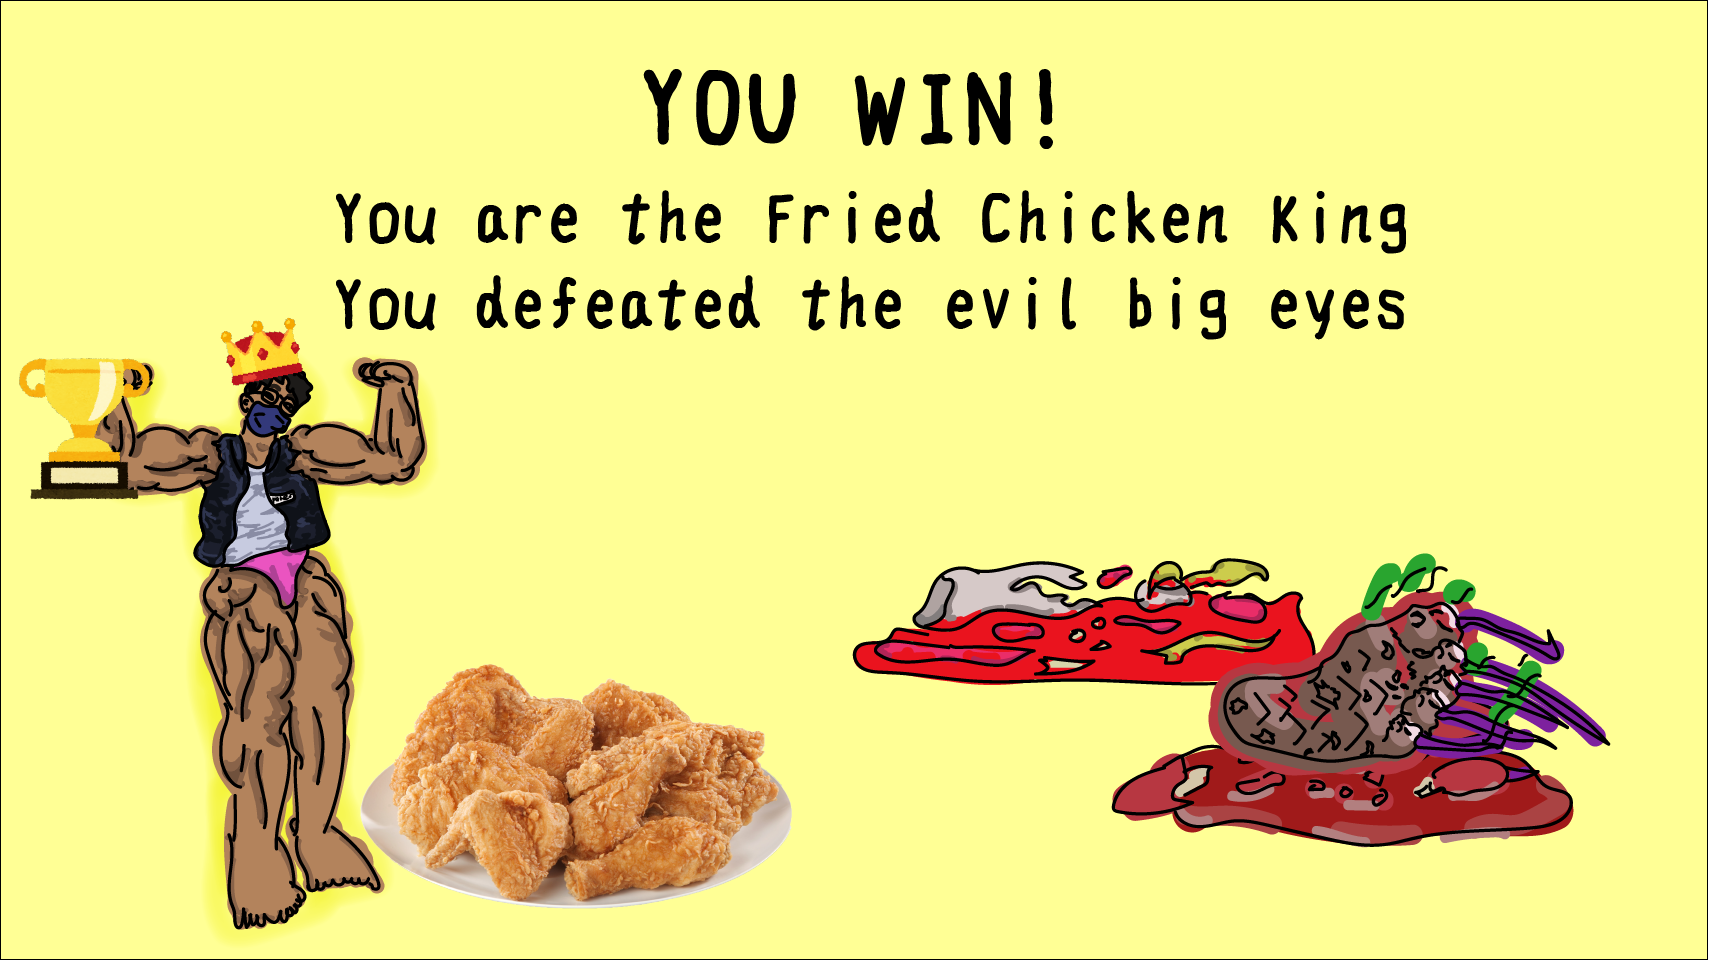 YOU WIN!
You are the Fried Chicken King
You defeated the evil big eyes